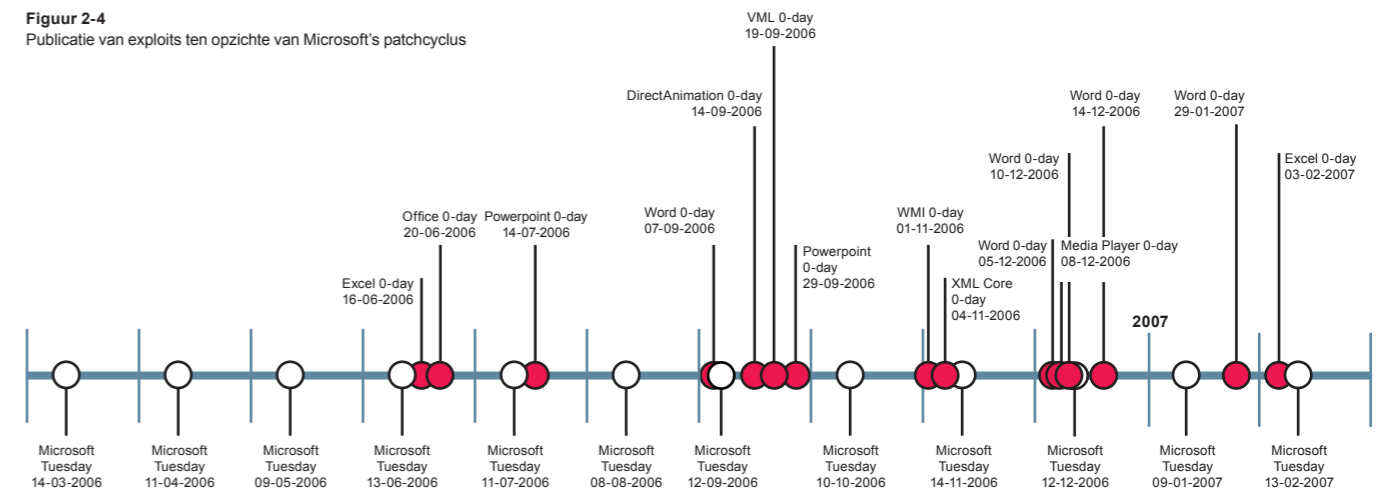 Figuur 2-4
Publicatie van exploits ten opzichte van Microsoft's patchcyclus
VML 0-day
19-09-2006
DirectAnimation 0-day
14-09-2006
Word 0-day
14-12-2006
Word 0-day
29-01-2007
Word 0-day
10-12-2006
Excel 0-day
03-02-2007
Office 0-day
20-06-2006
Powerpoint 0-day
14-07-2006
Word 0-day
07-09-2006
WMI 0-day
01-11-2006
Powerpoint
0-day
29-09-2006
Word 0-day
05-12-2006
Media Player 0-day
08-12-2006
Excel 0-day
16-06-2006
XML Core
0-day
04-11-2006
2007
Microsoft
Tuesday
14-03-2006
Microsoft
Tuesday
11-04-2006
Microsoft
Tuesday
09-05-2006
Microsoft
Tuesday
13-06-2006
Microsoft
Tuesday
11-07-2006
Microsoft
Tuesday
08-08-2006
Microsoft
Tuesday
12-09-2006
Microsoft
Tuesday
10-10-2006
Microsoft
Tuesday
14-11-2006
Microsoft
Tuesday
12-12-2006
Microsoft
Tuesday
09-01-2007
Microsoft
Tuesday
13-02-2007